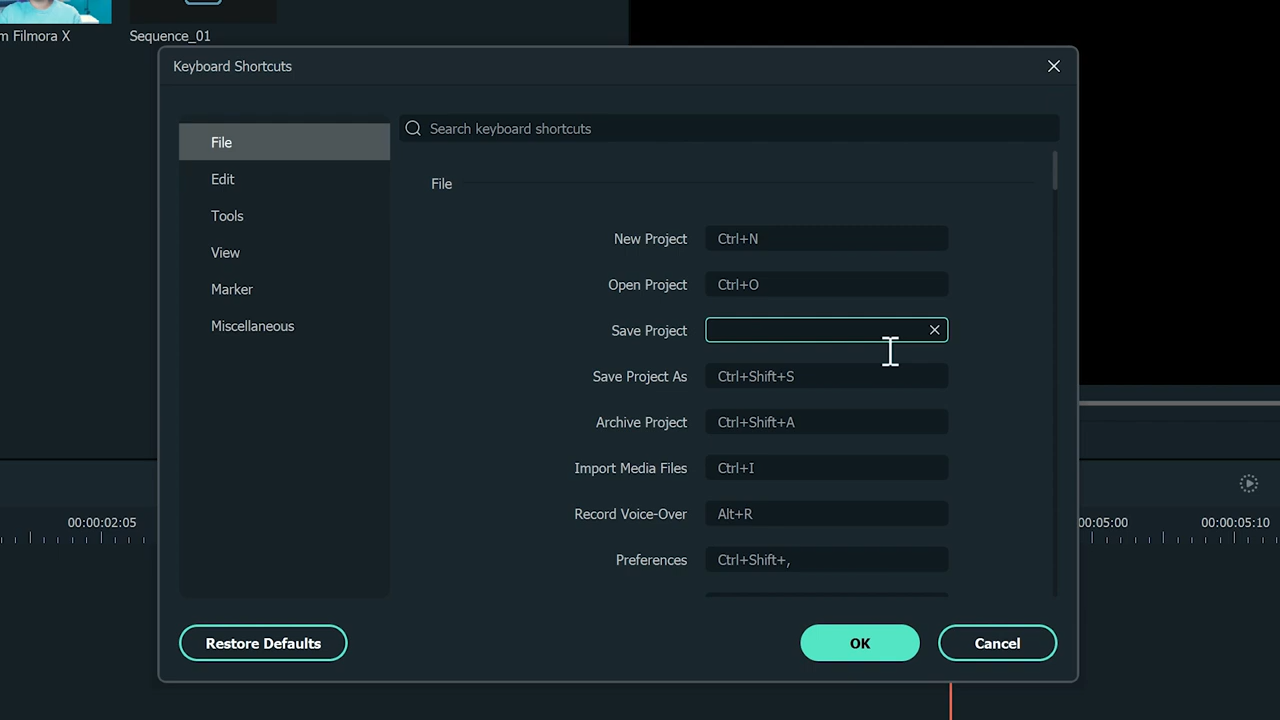 m Filmora X
Sequence_01
Keyboard Shortcuts
File
Edit
Tools
View
Marker
Miscellaneous
Search keyboard shortcuts
File
New Project Ctrl+N
Open Project Ctrl+O
Save Project
Save Project As Ctrl+Shift+S
Archive Project Ctrl+Shift+A
Import Media Files Ctrl+I
Record Voice-Over Alt+R
Preferences Ctrl+Shift+,
00:00:02:05
00:05:00
00:00:05:10
Restore Defaults
OK
Cancel